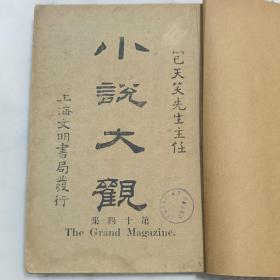 包天笑先生主任
小說大觀
上海文明書局發行
第十四集
The Grand Magazine.